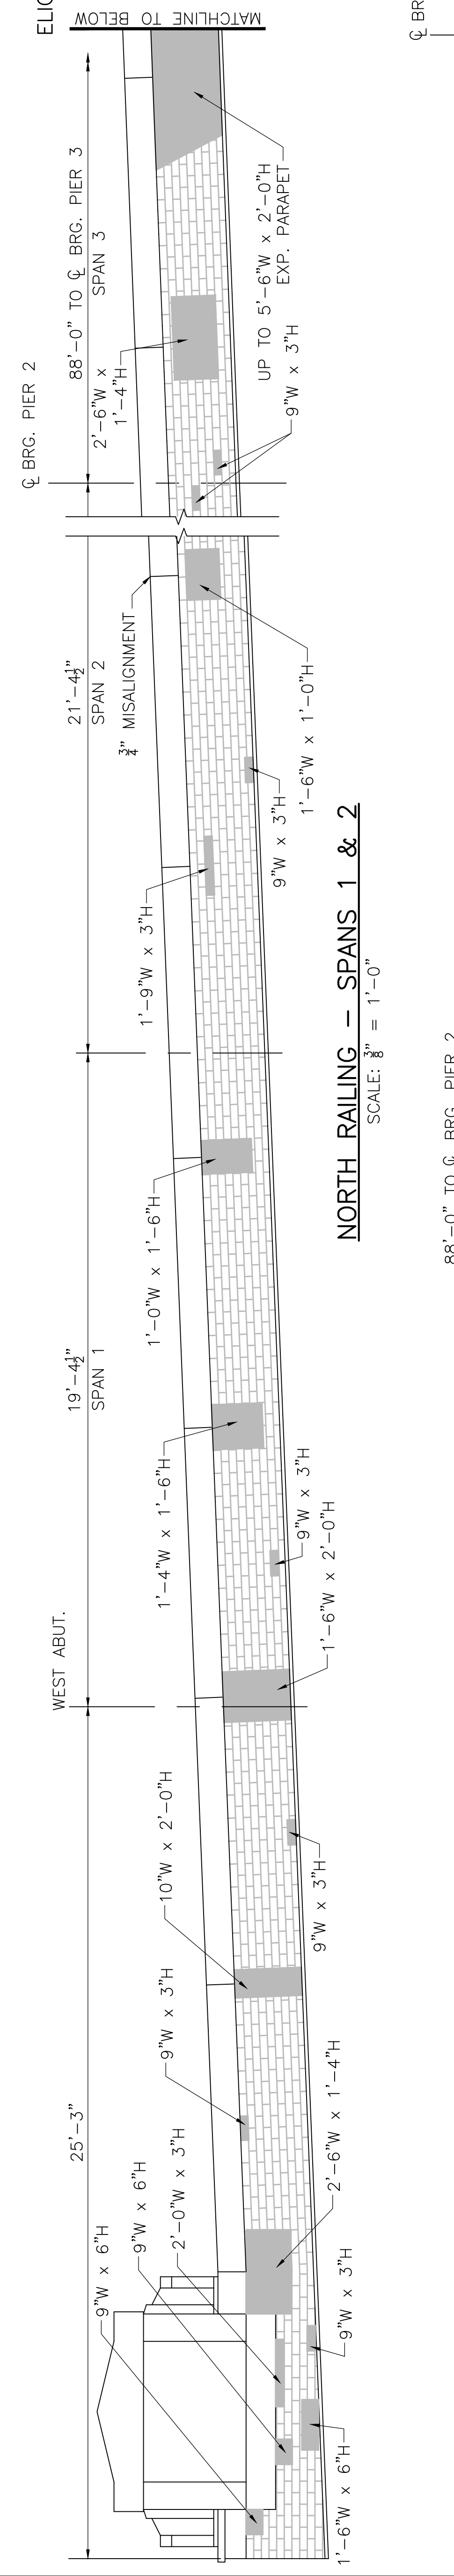 ELIG
MATCHLINE TO BELOW
℄ BR
℄ BRG. PIER 2
88'-0" TO ℄ BRG. PIER 3
SPAN 3
2'-6"W x
1'-4"H
UP TO 5'-6"W x 2'-0"H
EXP. PARAPET
9"W x 3"H
21'-4½"
SPAN 2
¾" MISALIGNMENT
1'-6"W x 1'-0"H
9"W x 3"H
1'-9"W x 3"H
1'-0"W x 1'-6"H
19'-4½"
SPAN 1
1'-4"W x 1'-6"H
9"W x 3"H
1'-6"W x 2'-0"H
WEST ABUT.
10"W x 2'-0"H
9"W x 3"H
9"W x 3"H
25'-3"
2'-6"W x 1'-4"H
2'-0"W x 3"H
9"W x 6"H
9"W x 6"H
9"W x 3"H
1'-6"W x 6"H
NORTH RAILING - SPANS 1 & 2
SCALE: ⅜" = 1'-0"
88'-0" TO ℄ BRG. PIER 2